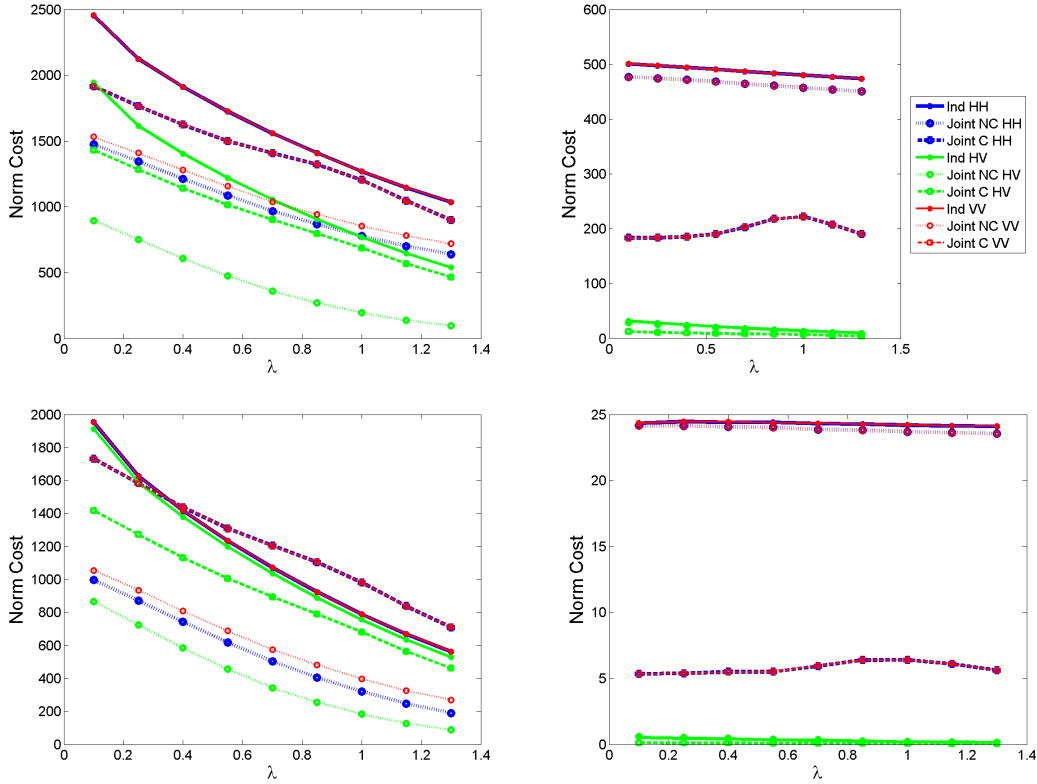 2500
2000
1500
1000
500
0
Norm Cost
0 0.2 0.4 0.6 0.8 1 1.2 1.4
λ
600
500
400
300
200
100
0
Norm Cost
0 0.5 1 1.5
λ
Ind HH
Joint NC HH
Joint C HH
Ind HV
Joint NC HV
Joint C HV
Ind VV
Joint NC VV
Joint C VV
2000
1800
1600
1400
1200
1000
800
600
400
200
0
Norm Cost
0 0.2 0.4 0.6 0.8 1 1.2 1.4
λ
25
20
15
10
5
0
Norm Cost
0 0.2 0.4 0.6 0.8 1 1.2 1.4
λ